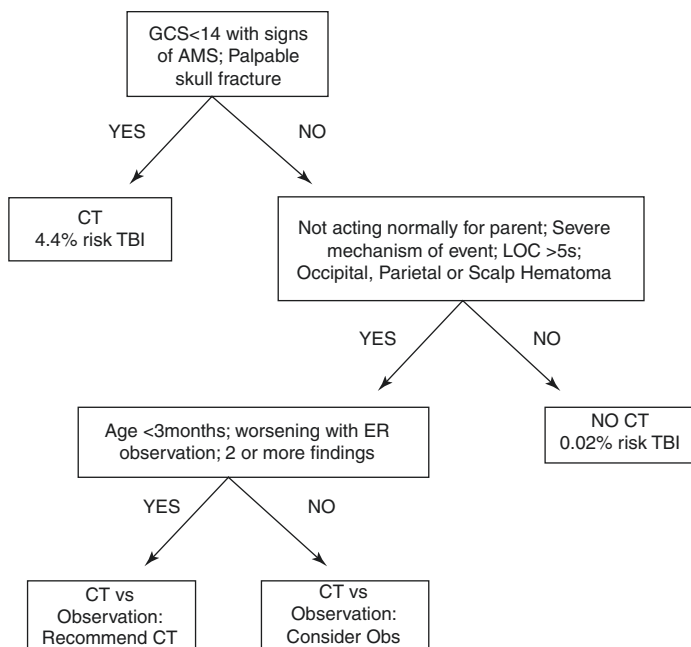 GCS<14 with signs
of AMS; Palpable
skull fracture
YES
NO
CT
4.4% risk TBI
Not acting normally for parent; Severe
mechanism of event; LOC >5s;
Occipital, Parietal or Scalp Hematoma
YES
NO
Age <3months; worsening with ER
observation; 2 or more findings
NO CT
0.02% risk TBI
YES
NO
CT vs
Observation:
Recommend CT
CT vs
Observation:
Consider Obs